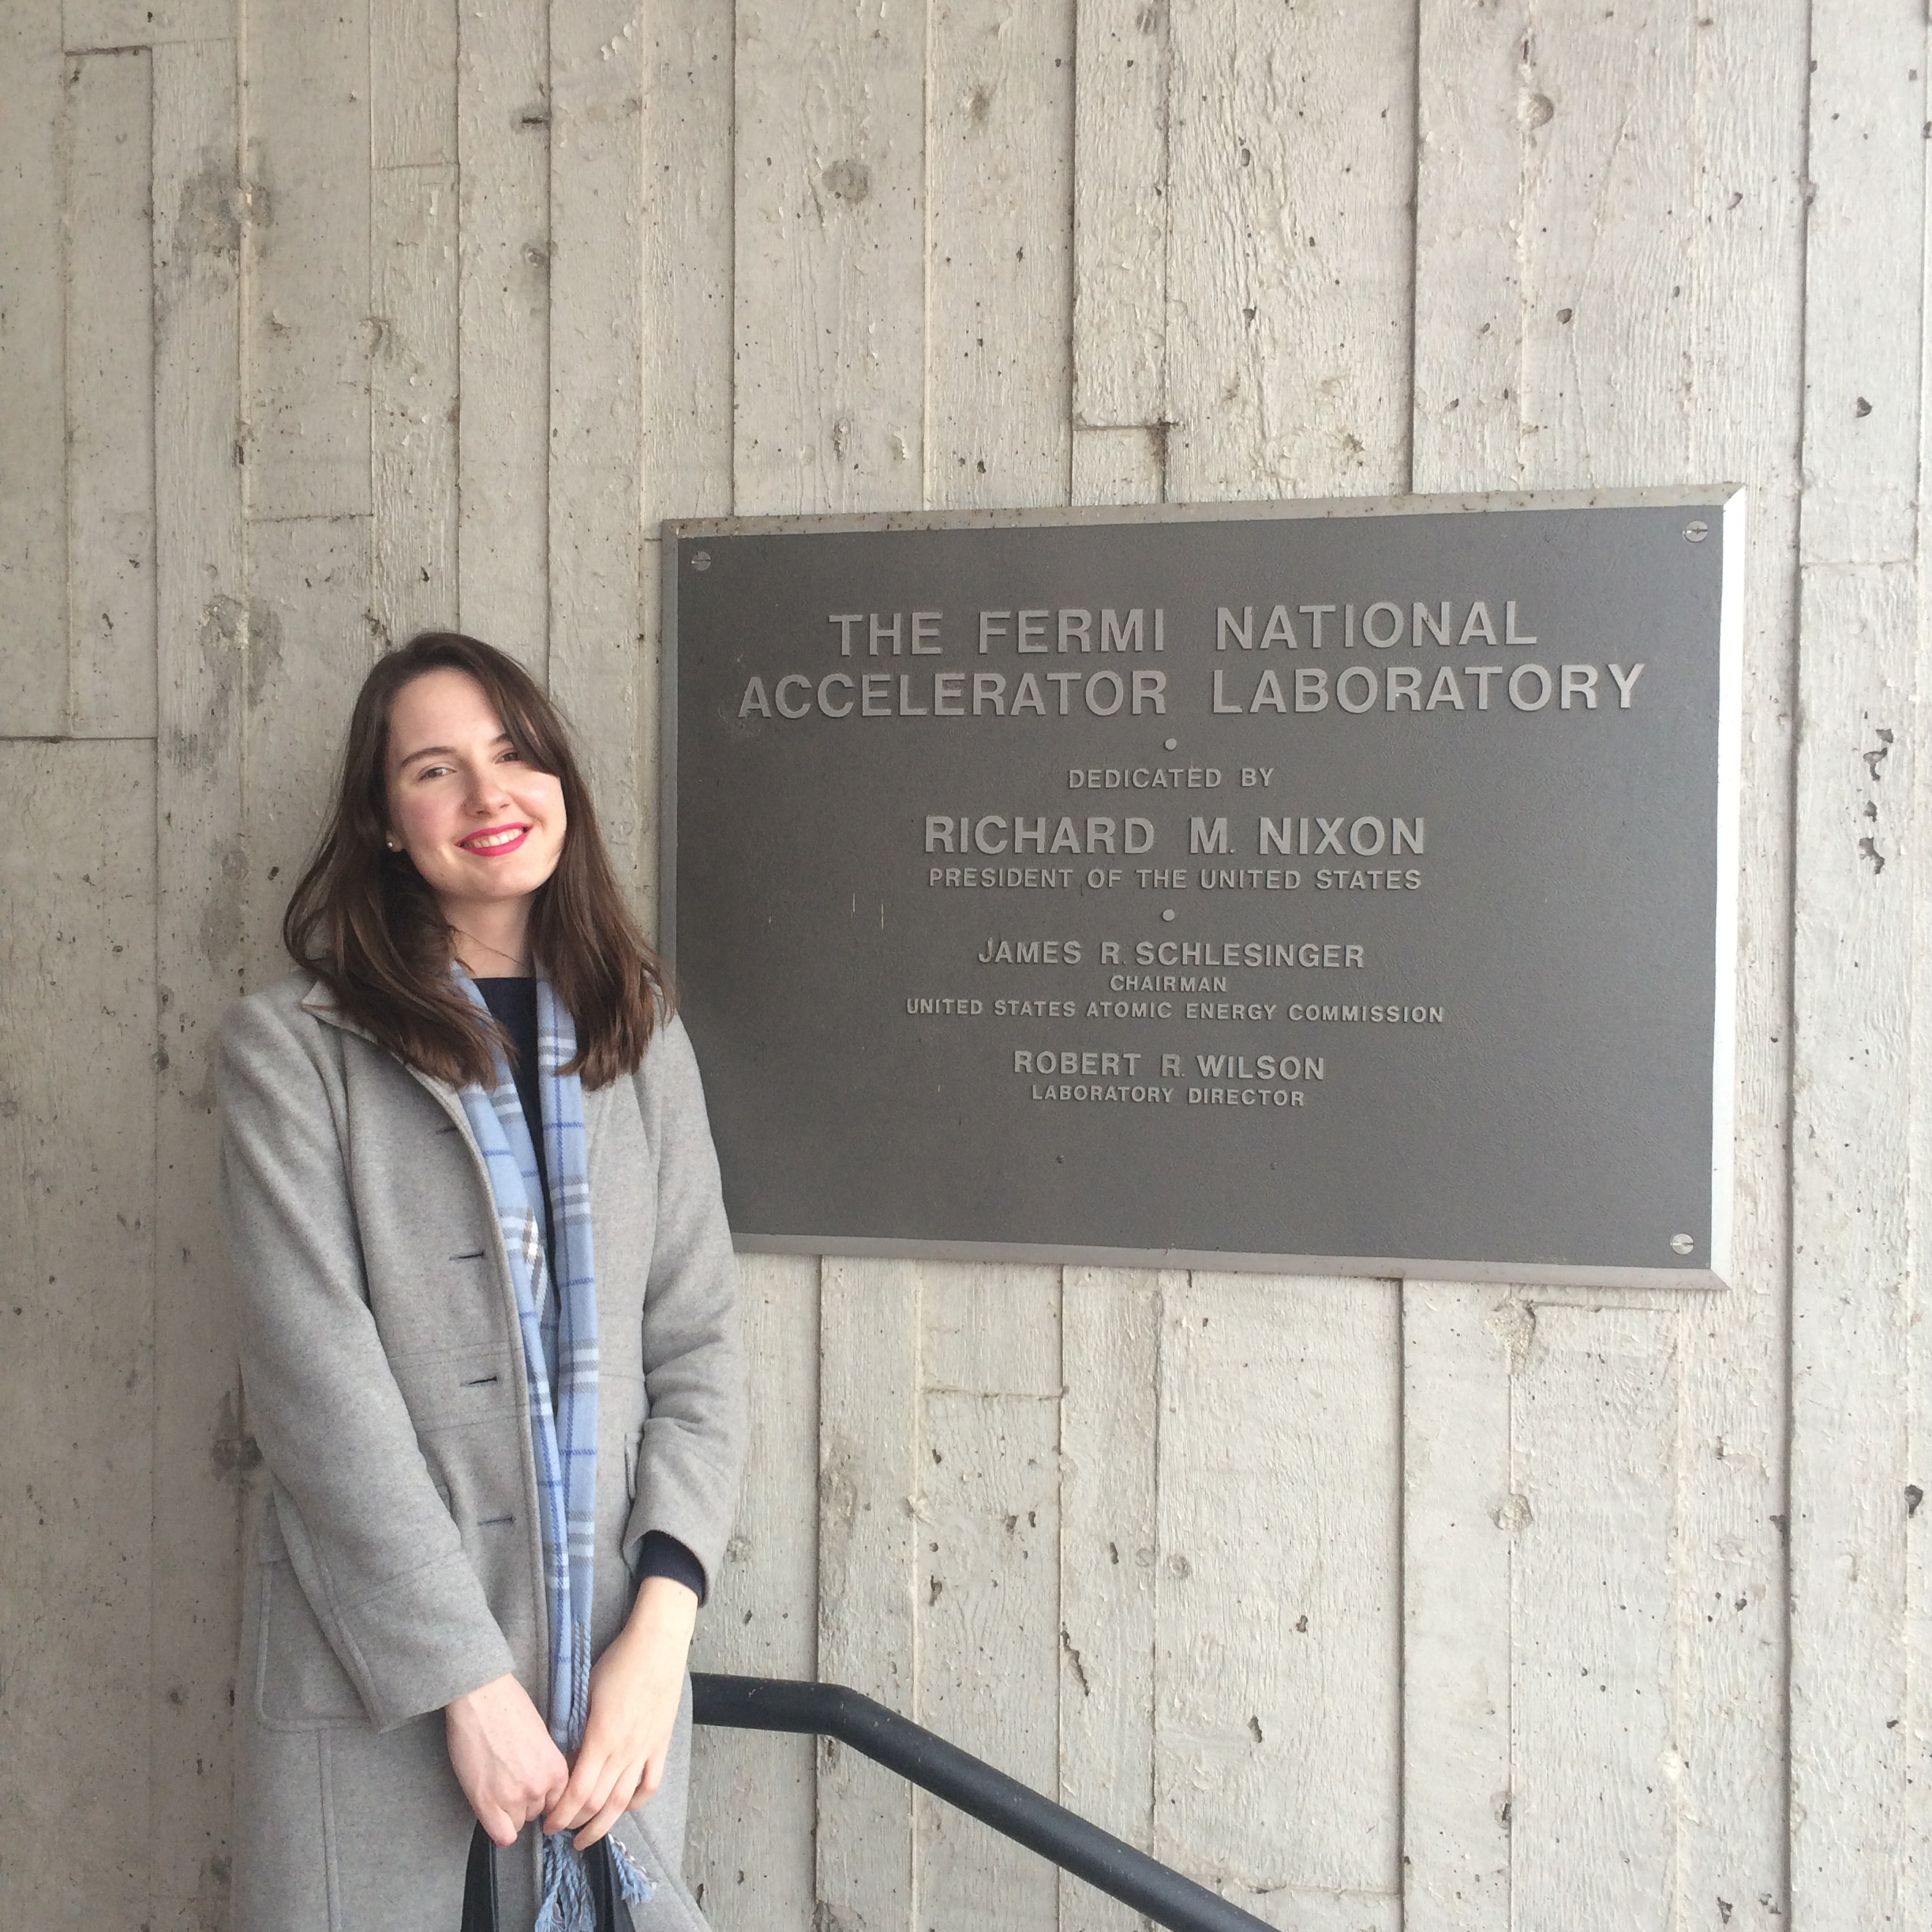 THE FERMI NATIONAL
ACCELERATOR LABORATORY
DEDICATED BY
RICHARD M. NIXON
PRESIDENT OF THE UNITED STATES
JAMES R. SCHLESINGER
CHAIRMAN
UNITED STATES ATOMIC ENERGY COMMISSION
ROBERT R. WILSON
LABORATORY DIRECTOR